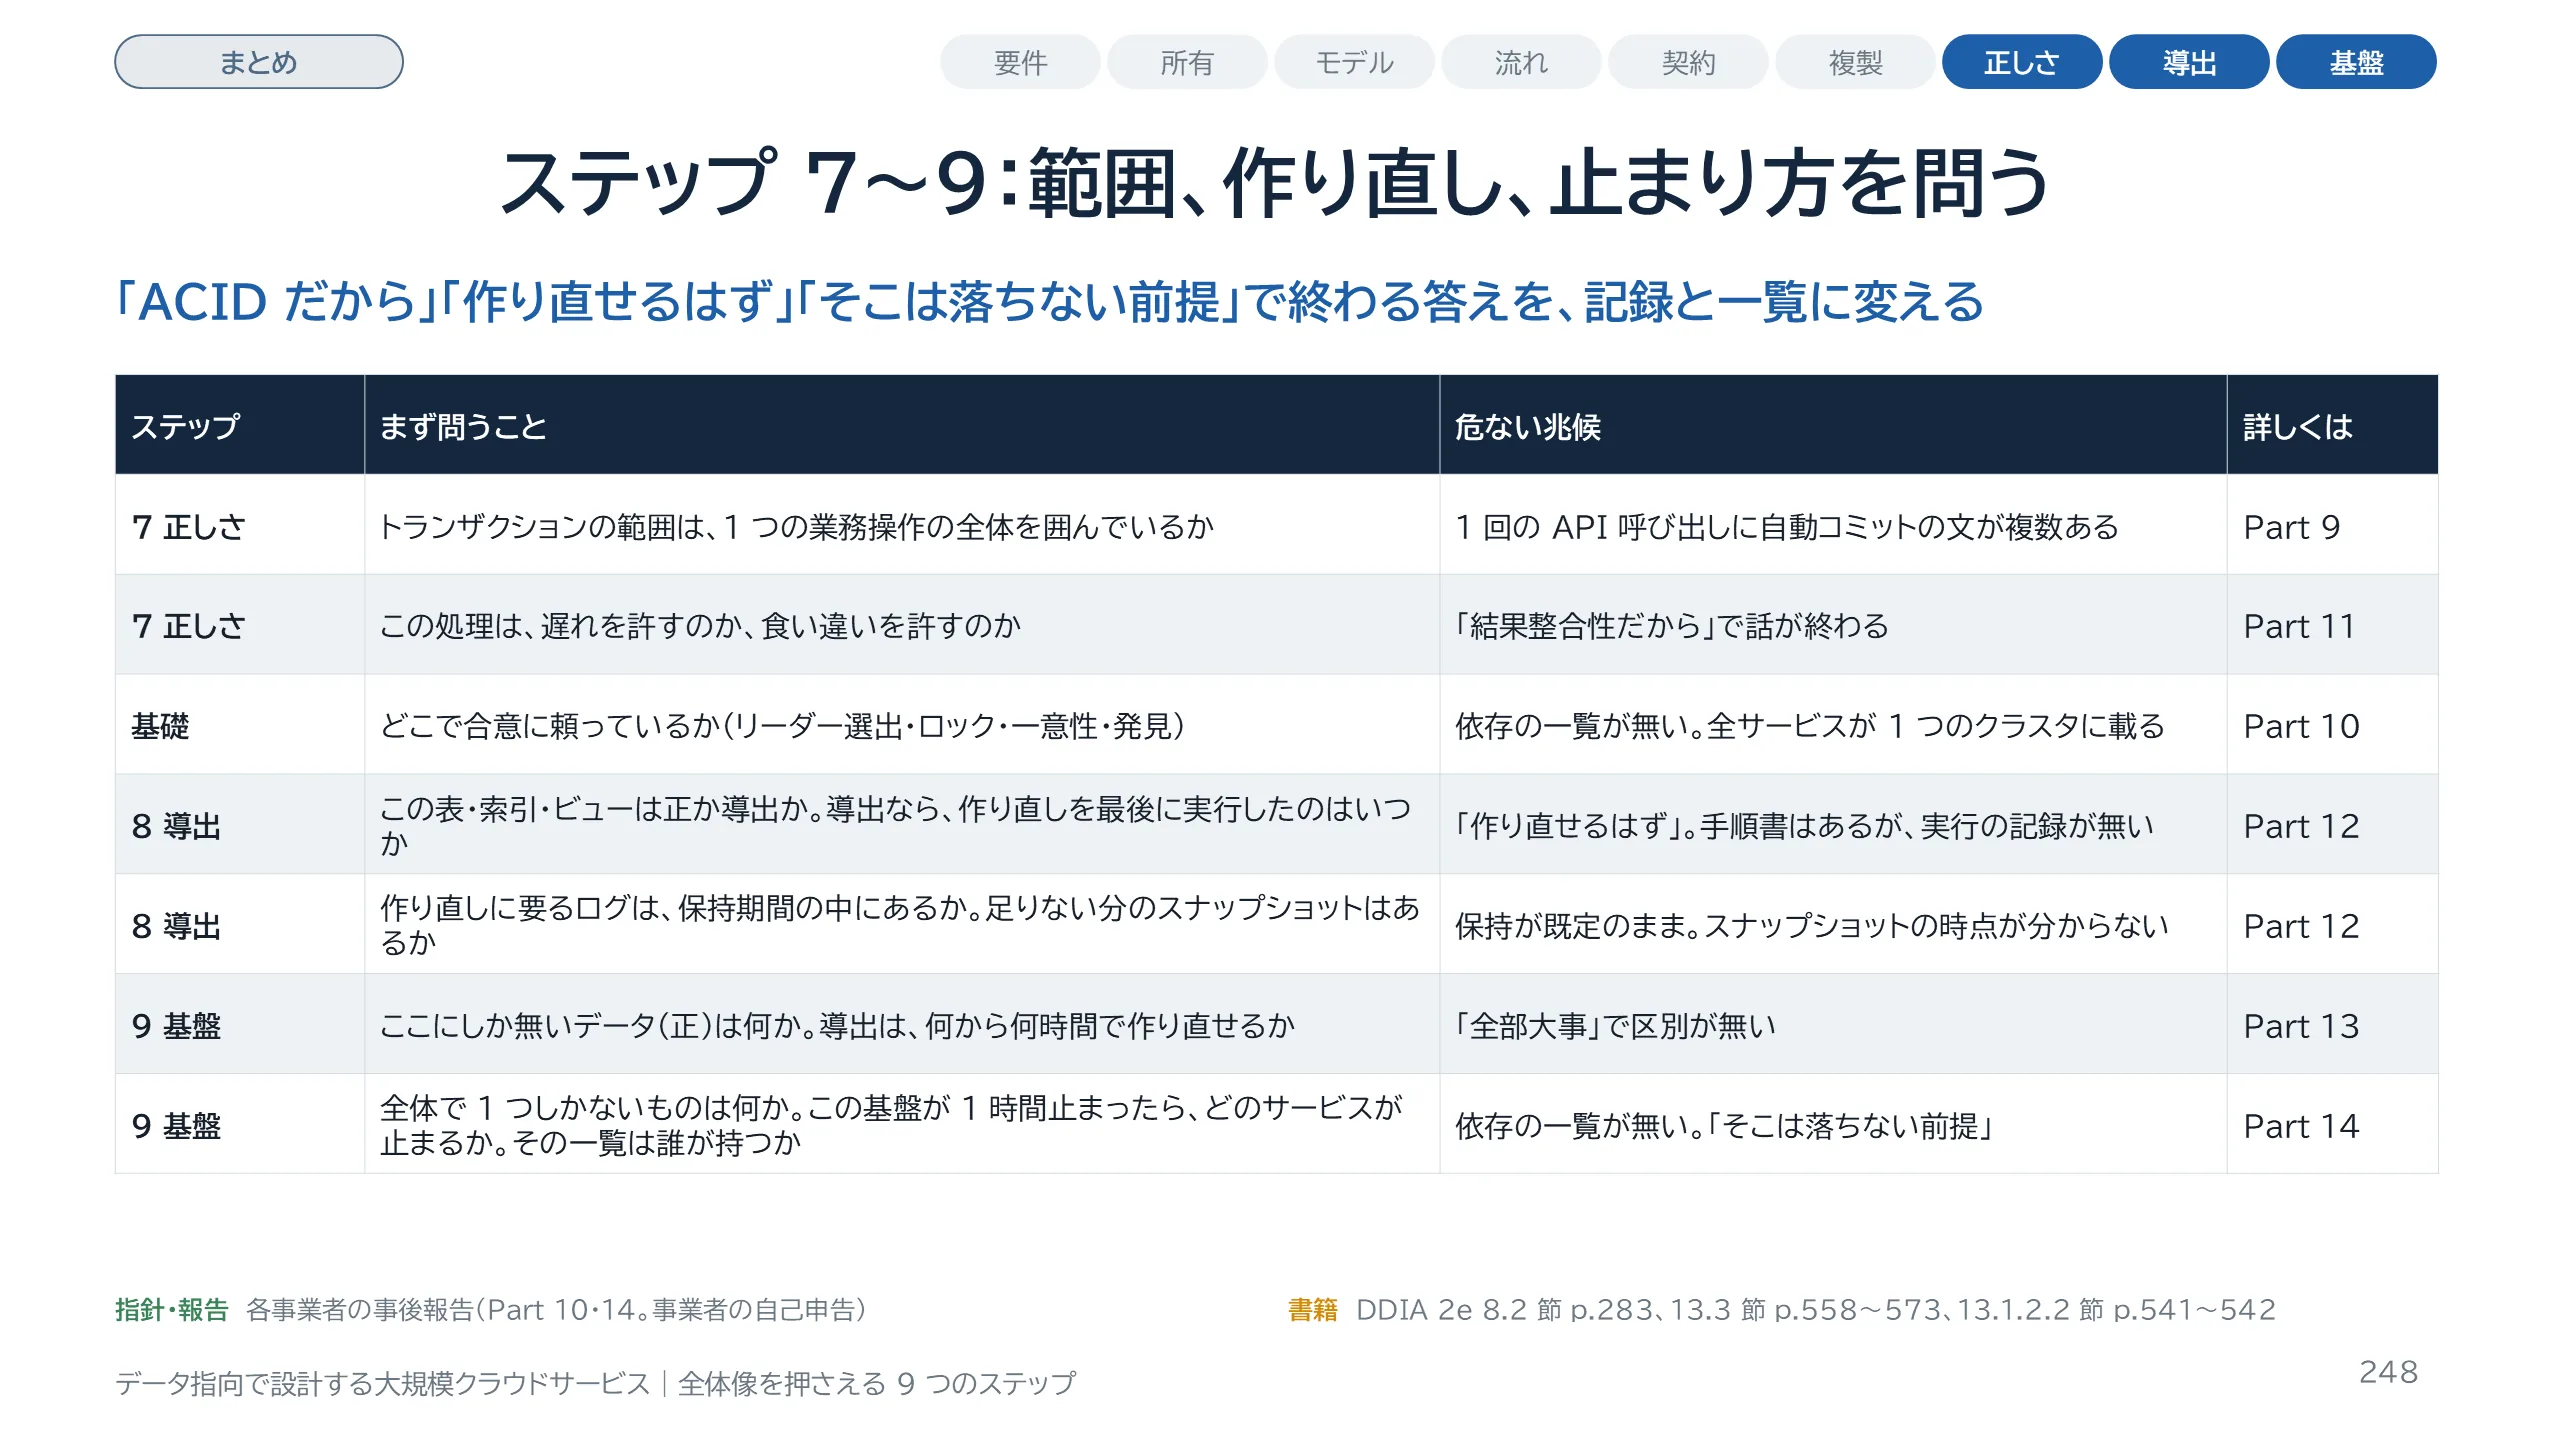 まとめ
要件 所有 モデル 流れ 契約 複製 正しさ 導出 基盤
ステップ 7〜9：範囲、作り直し、止まり方を問う
「ACID だから」「作り直せるはず」「そこは落ちない前提」で終わる答えを、記録と一覧に変える
ステップ まず問うこと 危ない兆候 詳しくは
7 正しさ トランザクションの範囲は、1 つの業務操作の全体を囲んでいるか 1 回の API 呼び出しに自動コミットの文が複数ある Part 9
7 正しさ この処理は、遅れを許すのか、食い違いを許すのか 「結果整合性だから」で話が終わる Part 11
基礎 どこで合意に頼っているか（リーダー選出・ロック・一意性・発見） 依存の一覧が無い。全サービスが 1 つのクラスタに載る Part 10
8 導出 この表・索引・ビューは正か導出か。導出なら、作り直しを最後に実行したのはいつ
か 「作り直せるはず」。手順書はあるが、実行の記録が無い Part 12
8 導出 作り直しに要るログは、保持期間の中にあるか。足りない分のスナップショットはあ
るか 保持が既定のまま。スナップショットの時点が分からない Part 12
9 基盤 ここにしか無いデータ（正）は何か。導出は、何から何時間で作り直せるか 「全部大事」で区別が無い Part 13
9 基盤 全体で 1 つしかないものは何か。この基盤が 1 時間止まったら、どのサービスが
止まるか。その一覧は誰が持つか 依存の一覧が無い。「そこは落ちない前提」 Part 14
指針・報告 各事業者の事後報告（Part 10・14。事業者の自己申告）
書籍 DDIA 2e 8.2 節 p.283、13.3 節 p.558〜573、13.1.2.2 節 p.541〜542
データ指向で設計する大規模クラウドサービス｜全体像を押さえる 9 つのステップ
248